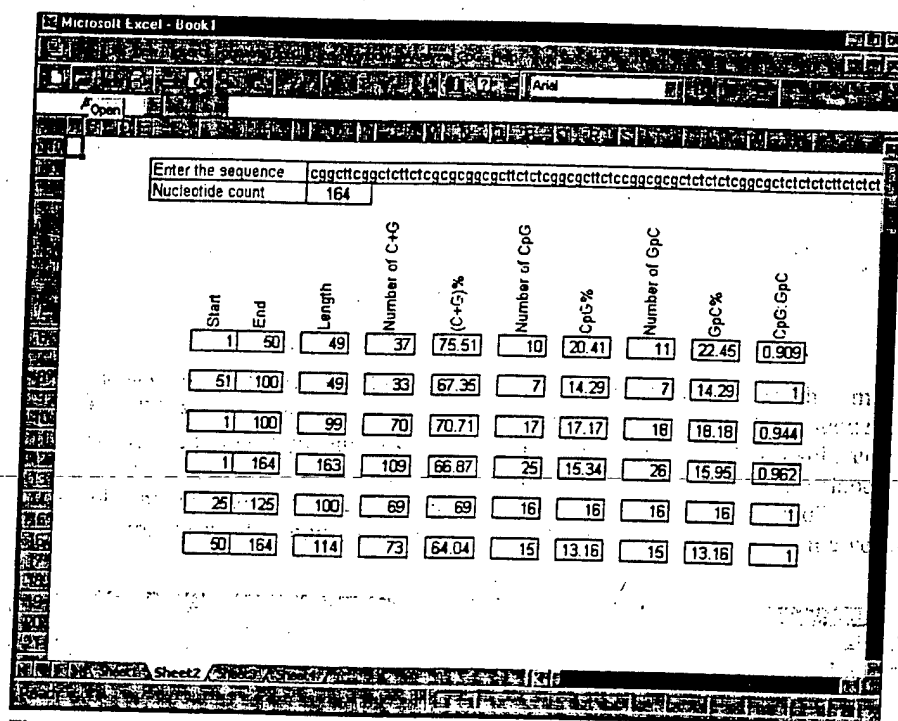 Microsoft Excel - Book1
Arial
Open
Enter the sequence cggcttcggctcttctcgcgcggcgcttctctcggcgcttctccggcgcgctctctctcggcgctctctcttctctct
Nucleotide count 164
Start End Length Number of C+G (C+G)% Number of CpG CpG% Number of GpC GpC% CpG:GpC
1 50 49 37 75.51 10 20.41 11 22.45 0.909
51 100 49 33 67.35 7 14.29 7 14.29 1
1 100 99 70 70.71 17 17.17 18 18.18 0.944
1 164 163 109 66.87 25 15.34 26 15.95 0.962
25 125 100 69 69 16 16 16 16 1
50 164 114 73 64.04 15 13.16 15 13.16 1
Sheet2